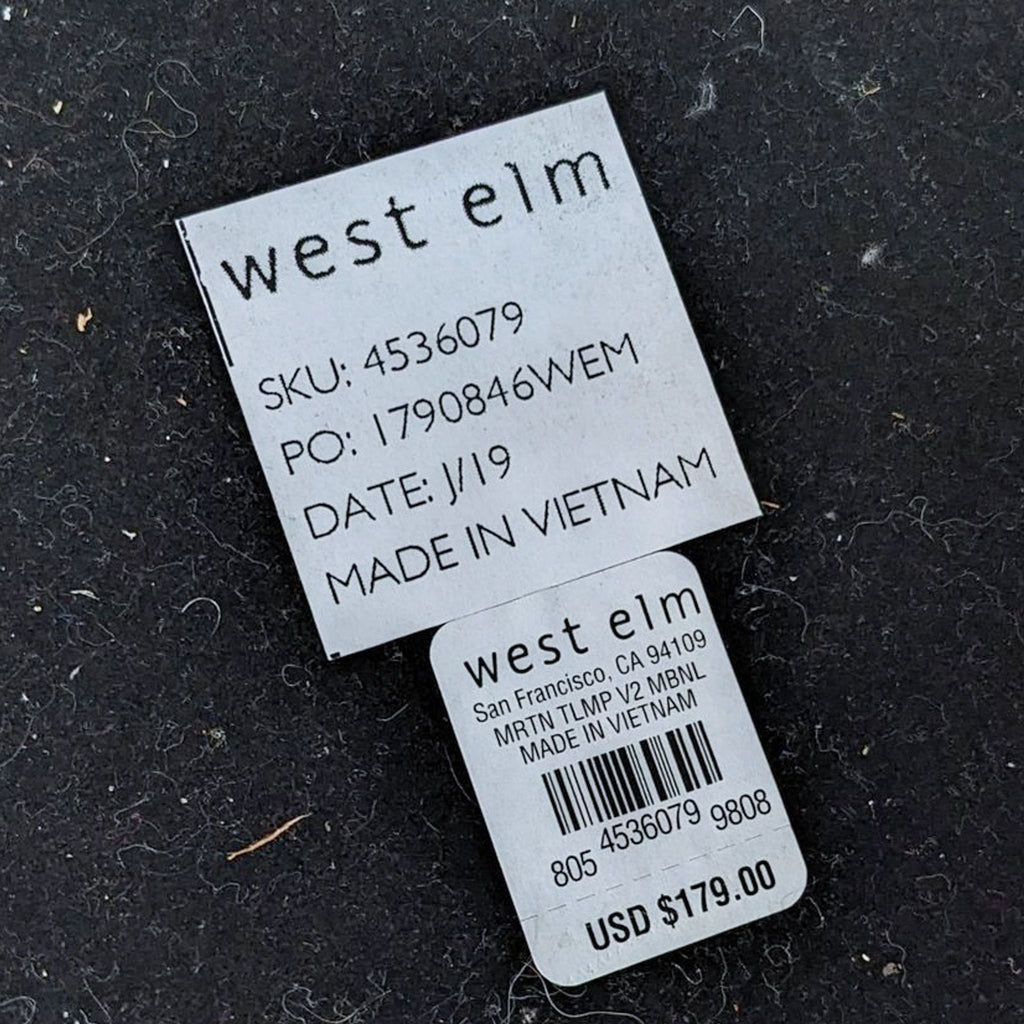 west elm
SKU: 4536079
PO: 1790846WEM
DATE: J/19
MADE IN VIETNAM
west elm
San Francisco, CA 94109
MRTN TLMP V2 MBNL
MADE IN VIETNAM
805 4536079 9808
USD $179.00